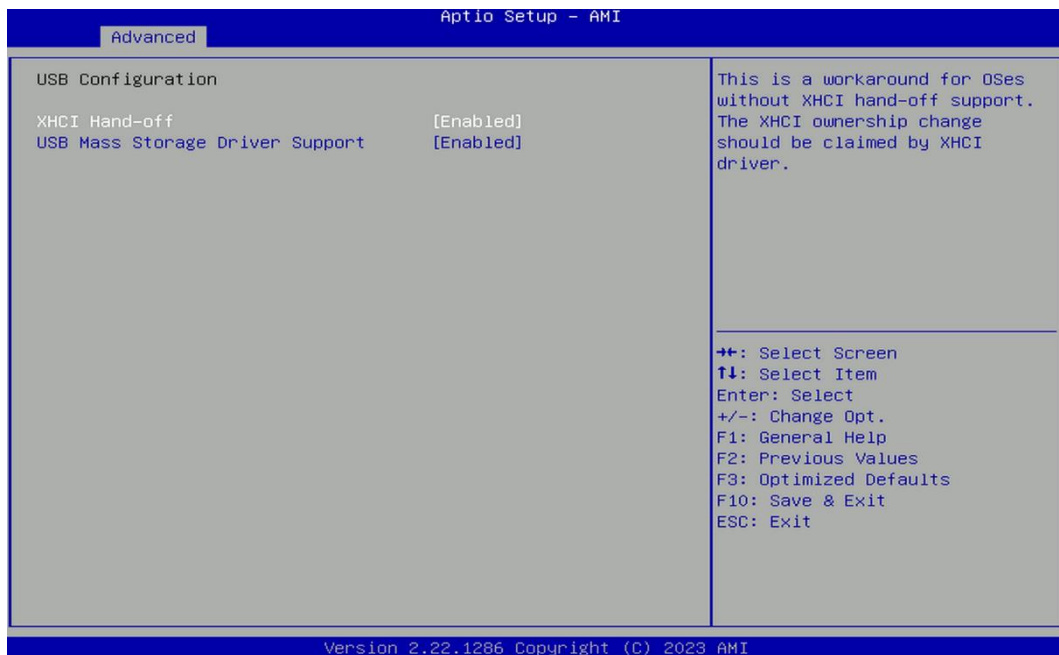 Aptio Setup - AMI
Advanced
USB Configuration
XHCI Hand-off [Enabled]
USB Mass Storage Driver Support [Enabled]
This is a workaround for OSes
without XHCI hand-off support.
The XHCI ownership change
should be claimed by XHCI
driver.
→←: Select Screen
↑↓: Select Item
Enter: Select
+/-: Change Opt.
F1: General Help
F2: Previous Values
F3: Optimized Defaults
F10: Save & Exit
ESC: Exit
Version 2.22.1286 Copyright (C) 2023 AMI